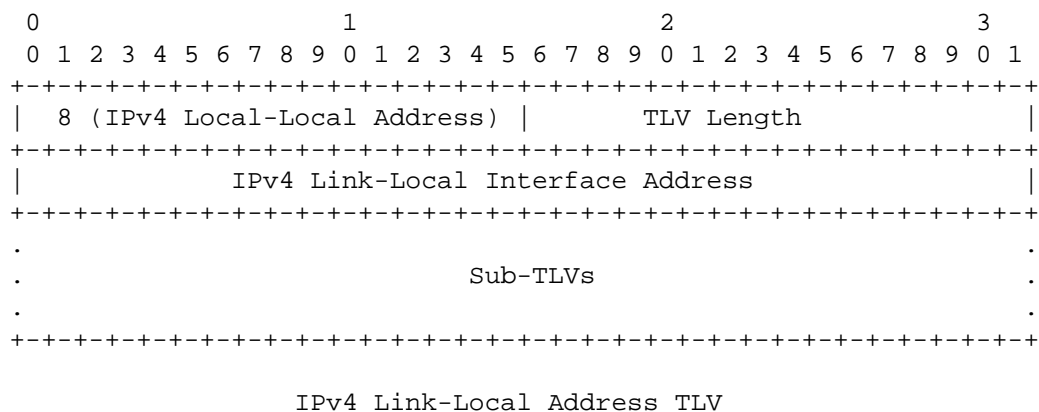 0                   1                   2                   3
 0 1 2 3 4 5 6 7 8 9 0 1 2 3 4 5 6 7 8 9 0 1 2 3 4 5 6 7 8 9 0 1
+-+-+-+-+-+-+-+-+-+-+-+-+-+-+-+-+-+-+-+-+-+-+-+-+-+-+-+-+-+-+-+-+
|  8 (IPv4 Local-Local Address) |       TLV Length              |
+-+-+-+-+-+-+-+-+-+-+-+-+-+-+-+-+-+-+-+-+-+-+-+-+-+-+-+-+-+-+-+-+
|             IPv4 Link-Local Interface Address                 |
+-+-+-+-+-+-+-+-+-+-+-+-+-+-+-+-+-+-+-+-+-+-+-+-+-+-+-+-+-+-+-+-+
.                                                               .
.                            Sub-TLVs                           .
.                                                               .
+-+-+-+-+-+-+-+-+-+-+-+-+-+-+-+-+-+-+-+-+-+-+-+-+-+-+-+-+-+-+-+-+
IPv4 Link-Local Address TLV